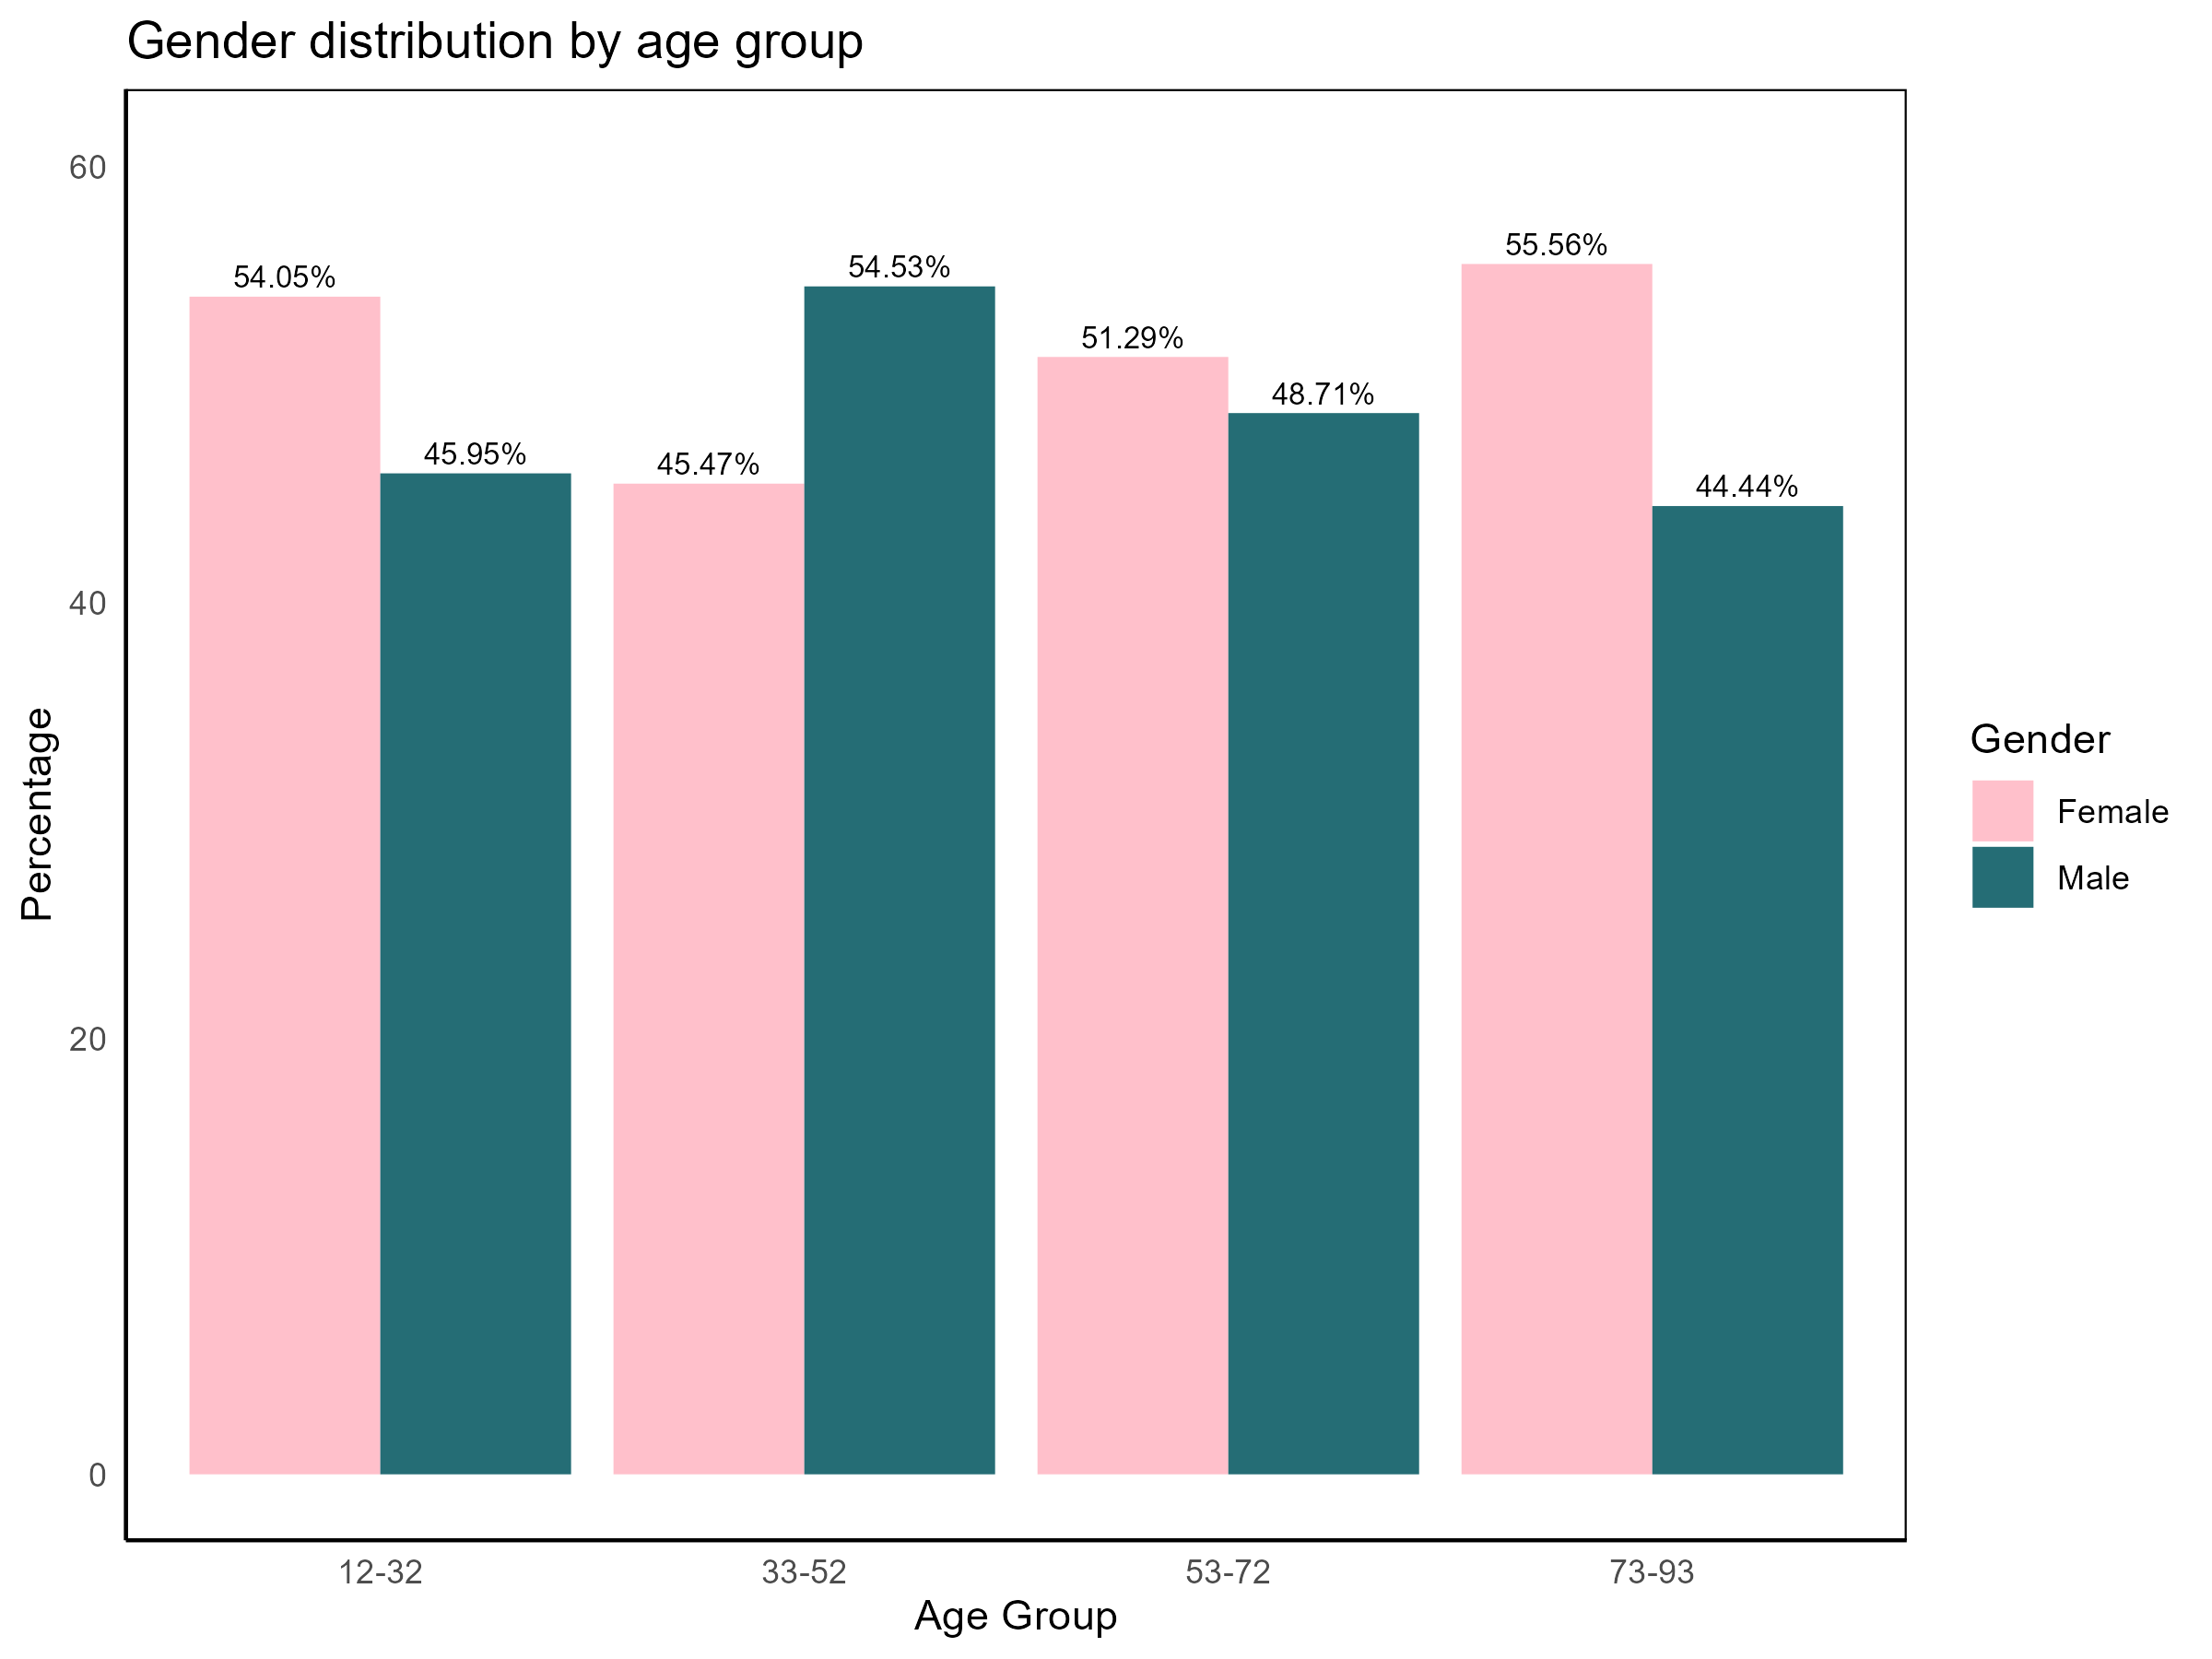 Gender distribution by age group
60
40
20
0
Percentage
54.05%
45.95%
45.47%
54.53%
51.29%
48.71%
55.56%
44.44%
12-32
33-52
53-72
73-93
Age Group
Gender
Female
Male